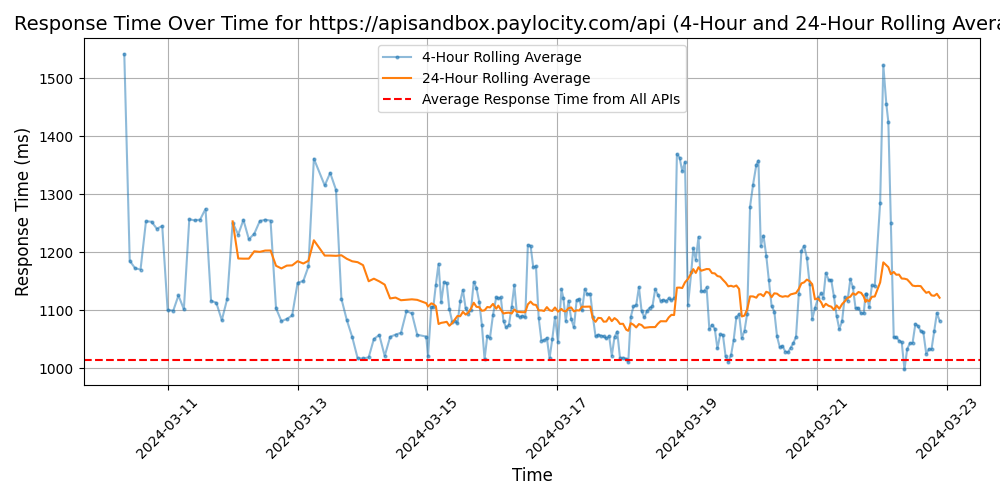 Response Time Over Time for https://apisandbox.paylocity.com/api (4-Hour and 24-Hour Rolling
4-Hour Rolling Average
24-Hour Rolling Average
Average Response Time from All APIs
Response Time (ms)
1500
1400
1300
1200
1100
1000
2024-03-11
2024-03-13
2024-03-15
2024-03-17
2024-03-19
2024-03-21
2024-03-23
Time